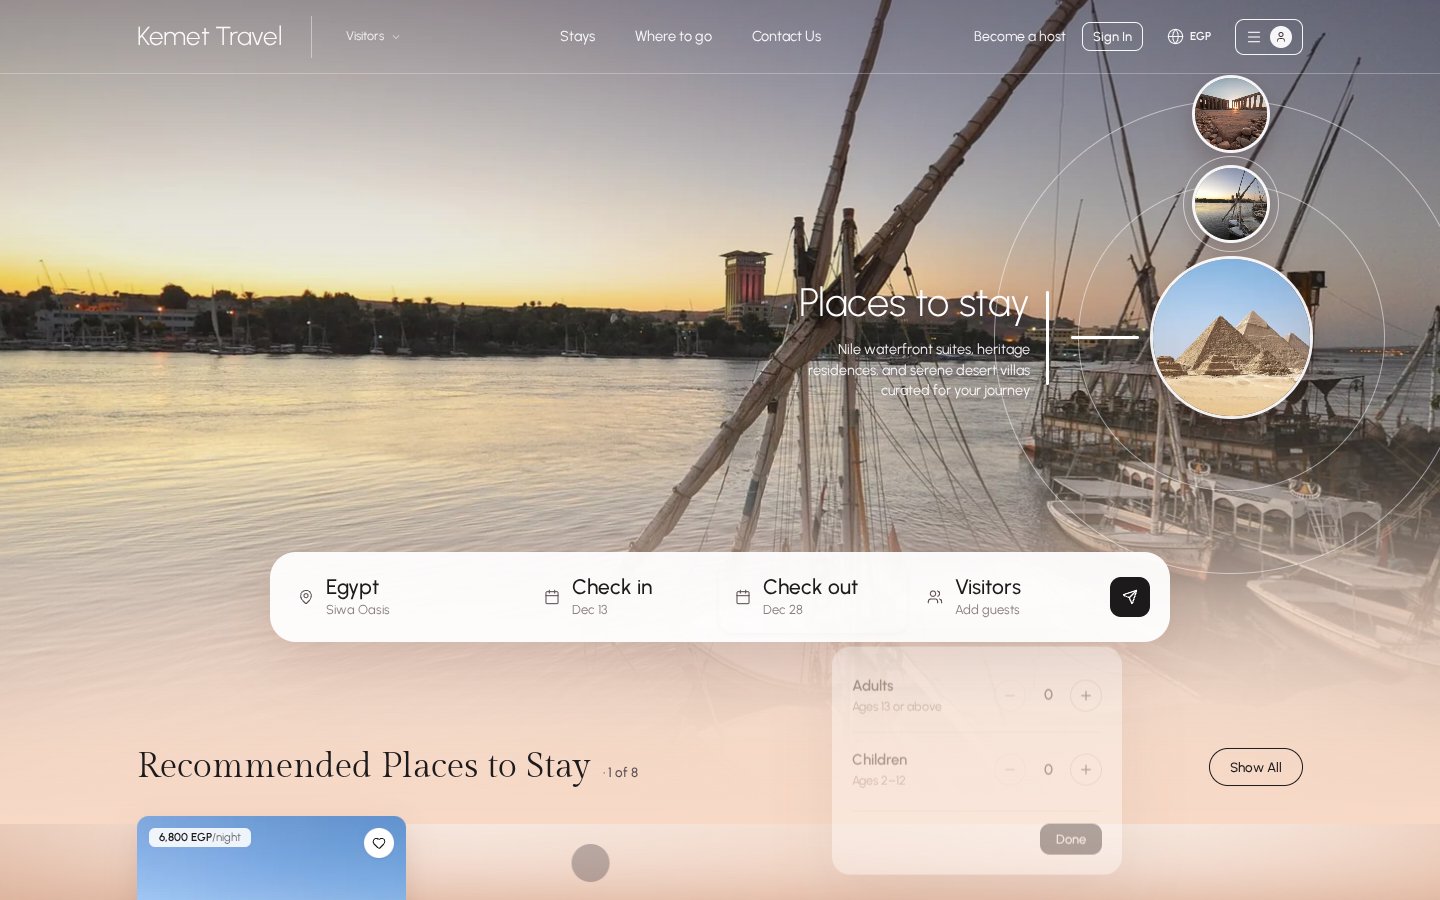 Kemet Travel
Visitors
Stays
Where to go
Contact Us
Become a host
Sign In
EGP
Places to stay
Nile waterfront suites, heritage
residences, and serene desert villas
curated for your journey
Egypt
Siwa Oasis
Check in
Dec 13
Check out
Dec 28
Visitors
Add guests
Adults
Ages 13 or above
0
Children
Ages 2–12
0
Done
Recommended Places to Stay · 1 of 8
Show All
6,800 EGP/night